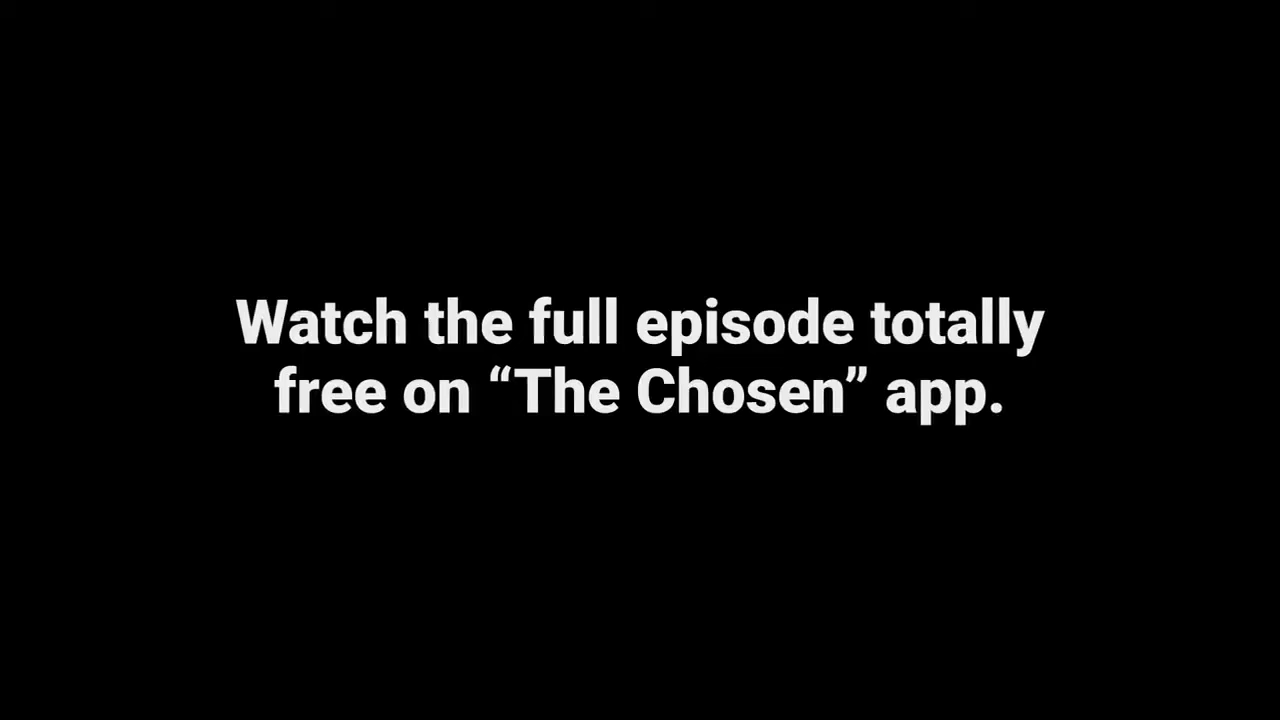 Watch the full episode totally
free on “The Chosen” app.